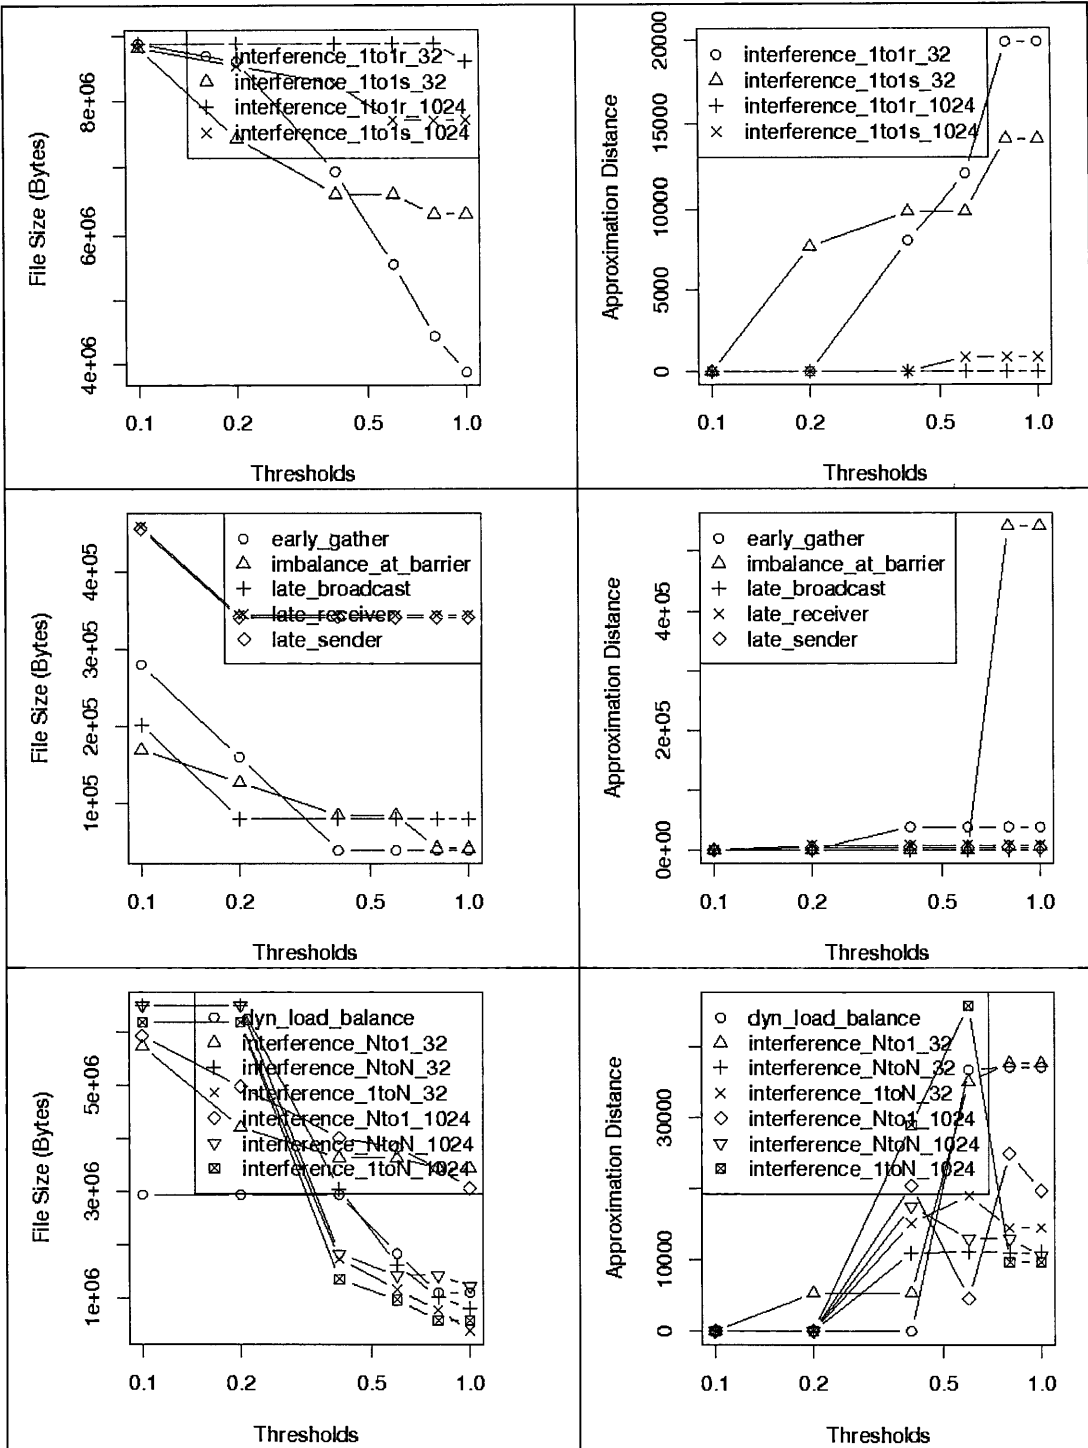 interference_1to1r_32
interference_1to1s_32
interference_1to1r_1024
interference_1to1s_1024
File Size (Bytes)
8e+06
6e+06
4e+06
0.1
0.2
0.5
1.0
Thresholds
interference_1to1r_32
interference_1to1s_32
interference_1to1r_1024
interference_1to1s_1024
Approximation Distance
20000
15000
10000
5000
0
0.1
0.2
0.5
1.0
Thresholds
early_gather
imbalance_at_barrier
late_broadcast
late_receiver
late_sender
File Size (Bytes)
4e+05
3e+05
2e+05
1e+05
0.1
0.2
0.5
1.0
Thresholds
early_gather
imbalance_at_barrier
late_broadcast
late_receiver
late_sender
Approximation Distance
4e+05
2e+05
0e+00
0.1
0.2
0.5
1.0
Thresholds
dyn_load_balance
interference_Nto1_32
interference_NtoN_32
interference_1toN_32
interference_Nto1_1024
interference_NtoN_1024
interference_1toN_1024
File Size (Bytes)
5e+06
3e+06
1e+06
0.1
0.2
0.5
1.0
Thresholds
dyn_load_balance
interference_Nto1_32
interference_NtoN_32
interference_1toN_32
interference_Nto1_1024
interference_NtoN_1024
interference_1toN_1024
Approximation Distance
30000
10000
0
0.1
0.2
0.5
1.0
Thresholds